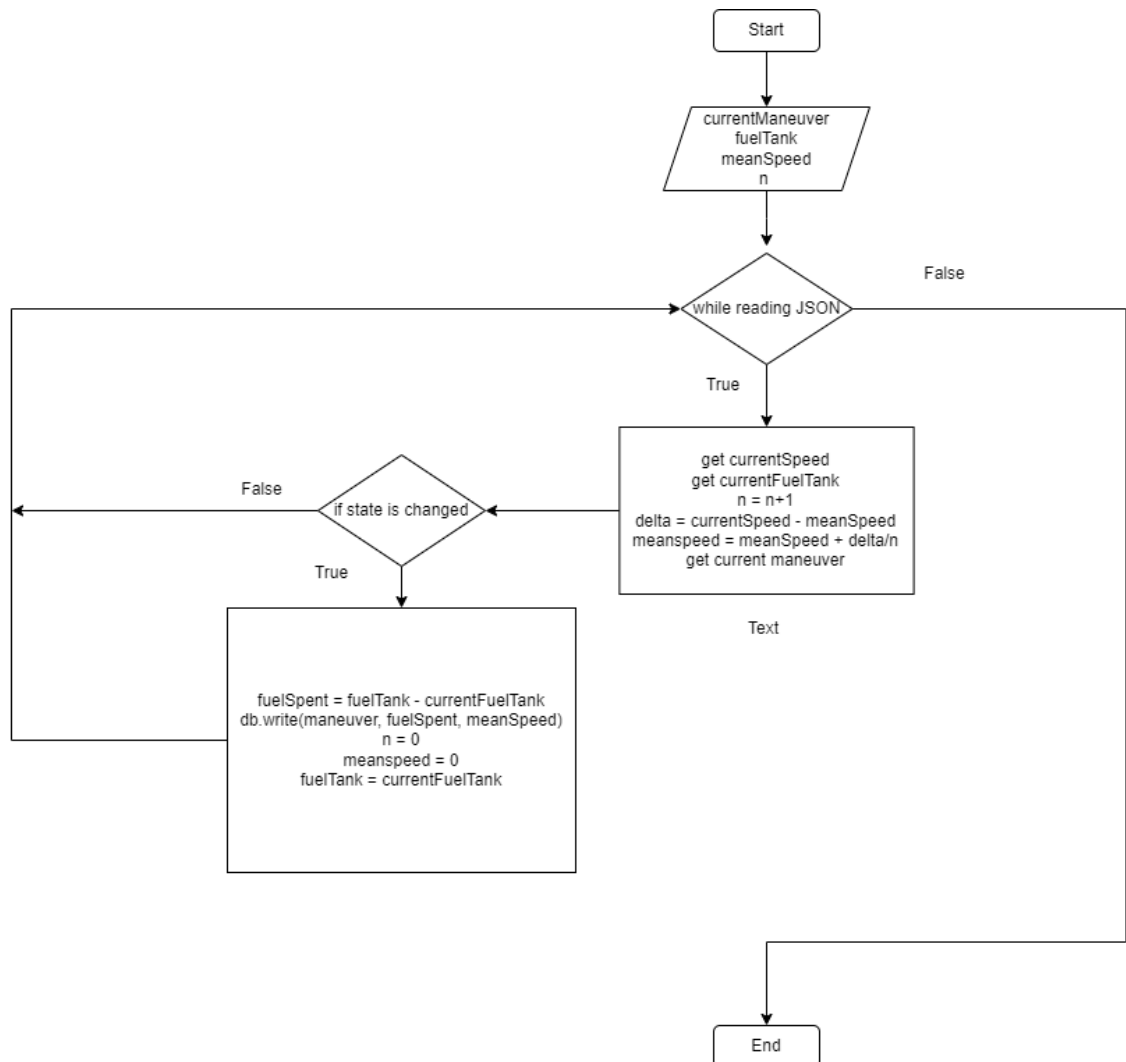 Start
currentManeuver
fuelTank
meanSpeed
n
while reading JSON
False
True
get currentSpeed
get currentFuelTank
n = n+1
delta = currentSpeed - meanSpeed
meanspeed = meanSpeed + delta/n
get current maneuver
Text
if state is changed
False
True
fuelSpent = fuelTank - currentFuelTank
db.write(maneuver, fuelSpent, meanSpeed)
n = 0
meanspeed = 0
fuelTank = currentFuelTank
End